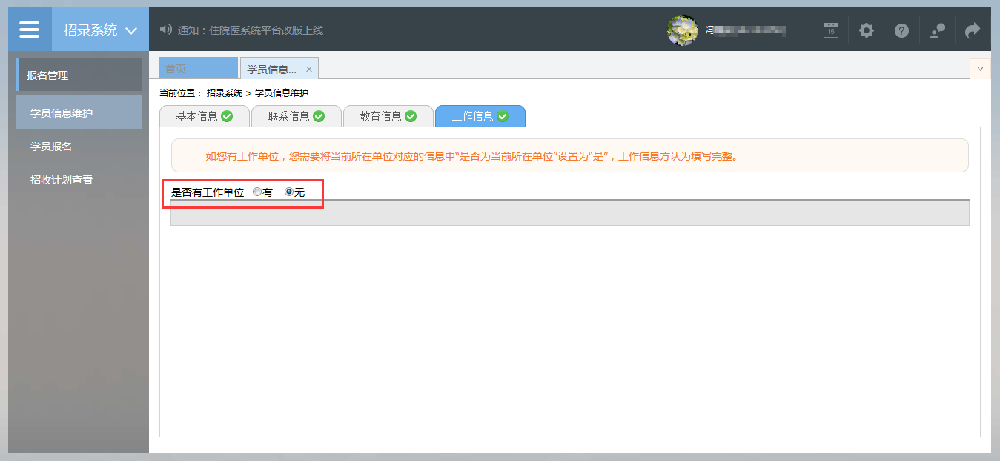 招录系统
通知：住院医系统平台改版上线
冯
15
报名管理
学员信息维护
学员报名
招收计划查看
首页
学员信息... ×
当前位置： 招录系统 > 学员信息维护
基本信息
联系信息
教育信息
工作信息
如您有工作单位，您需要将当前所在单位对应的信息中“是否为当前所在单位”设置为“是”，工作信息方认为填写完整。
是否有工作单位 有 无